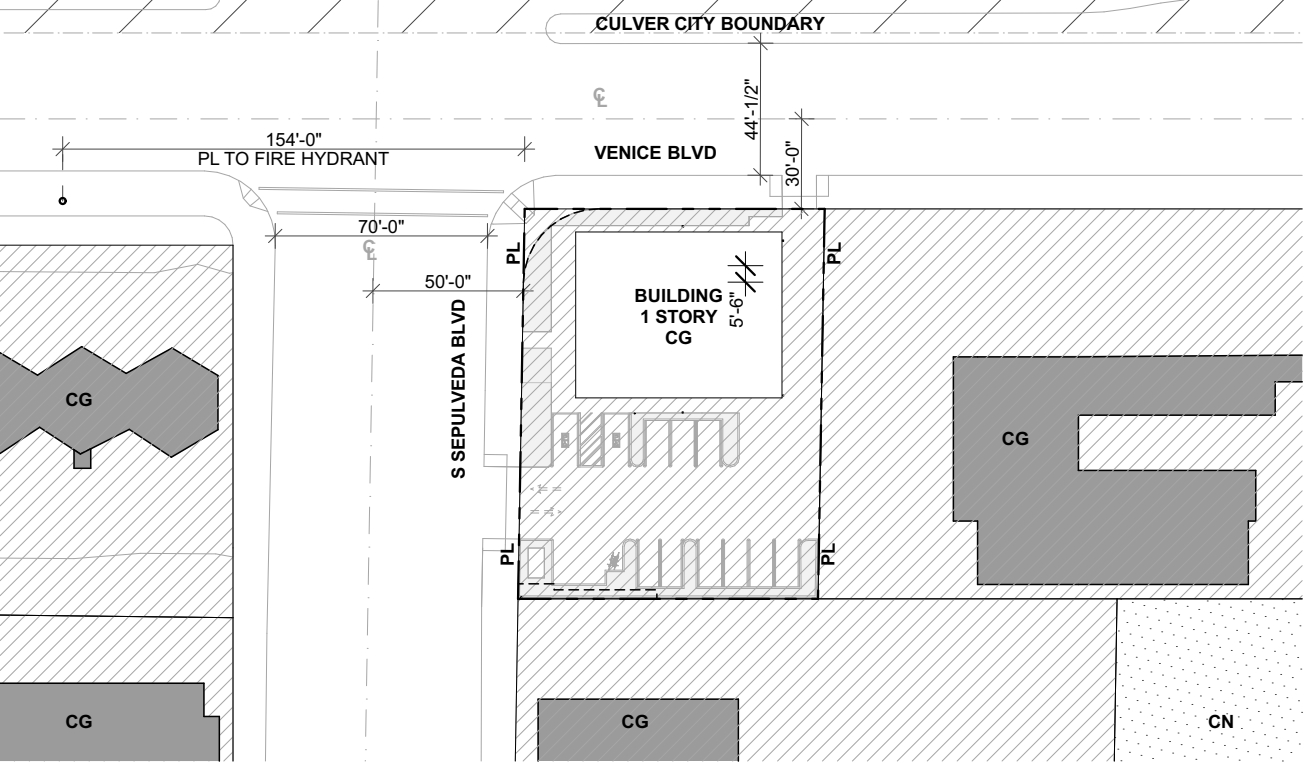 CULVER CITY BOUNDARY
℄
44'-1/2"
154'-0"
PL TO FIRE HYDRANT
VENICE BLVD
30'-0"
70'-0"
℄
PL
PL
50'-0"
BUILDING
1 STORY
CG
5'-6"
S SEPULVEDA BLVD
CG
CG
PL
PL
CG
CG
CN